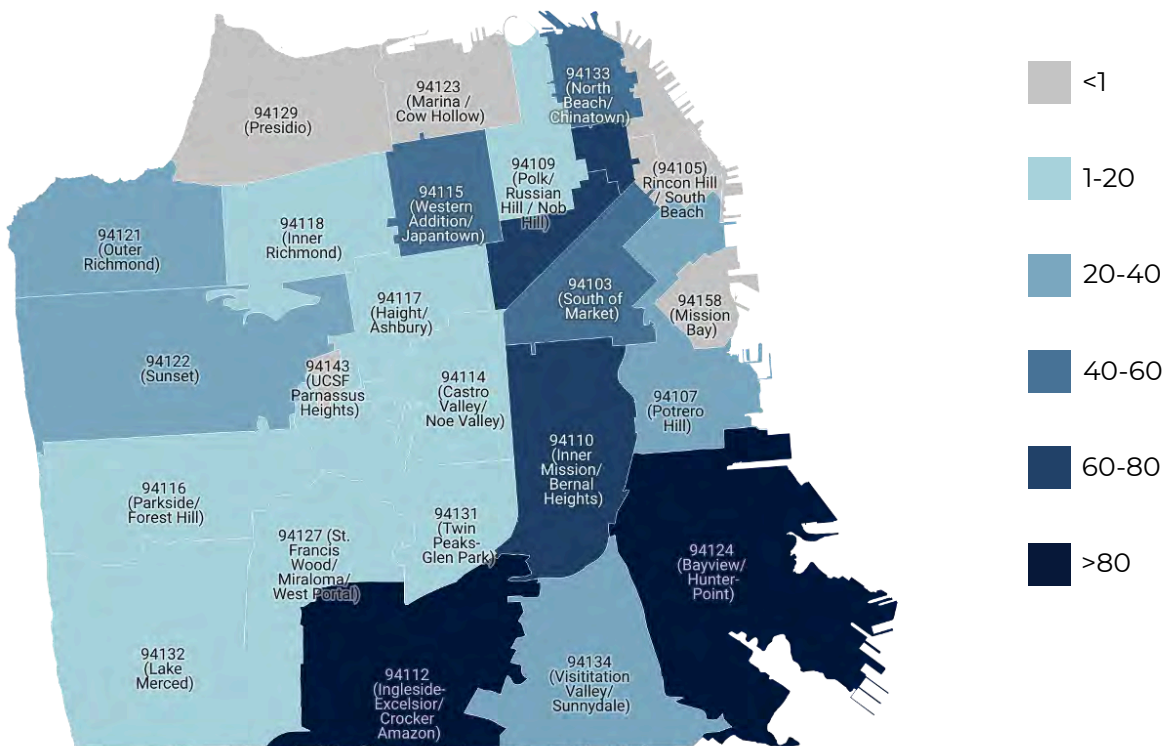 94129
(Presidio)
94123
(Marina /
Cow Hollow)
94133
(North
Beach/
Chinatown)
94109
(Polk/
Russian
Hill / Nob
Hill)
(94105)
Rincon Hill
/ South
Beach
94115
(Western
Addition/
Japantown)
94121
(Outer
Richmond)
94118
(Inner
Richmond)
94117
(Haight/
Ashbury)
94103
(South of
Market)
94158
(Mission
Bay)
94122
(Sunset)
94143
(UCSF
Parnassus
Heights)
94114
(Castro
Valley/
Noe Valley)
94107
(Potrero
Hill)
94110
(Inner
Mission/
Bernal
Heights)
94116
(Parkside/
Forest Hill)
94127 (St.
Francis
Wood/
Miraloma/
West Portal)
94131
(Twin
Peaks-
Glen Park)
94124
(Bayview/
Hunter-
Point)
94132
(Lake
Merced)
94112
(Ingleside-
Excelsior/
Crocker
Amazon)
94134
(Visititation
Valley/
Sunnydale)
<1
1-20
20-40
40-60
60-80
>80